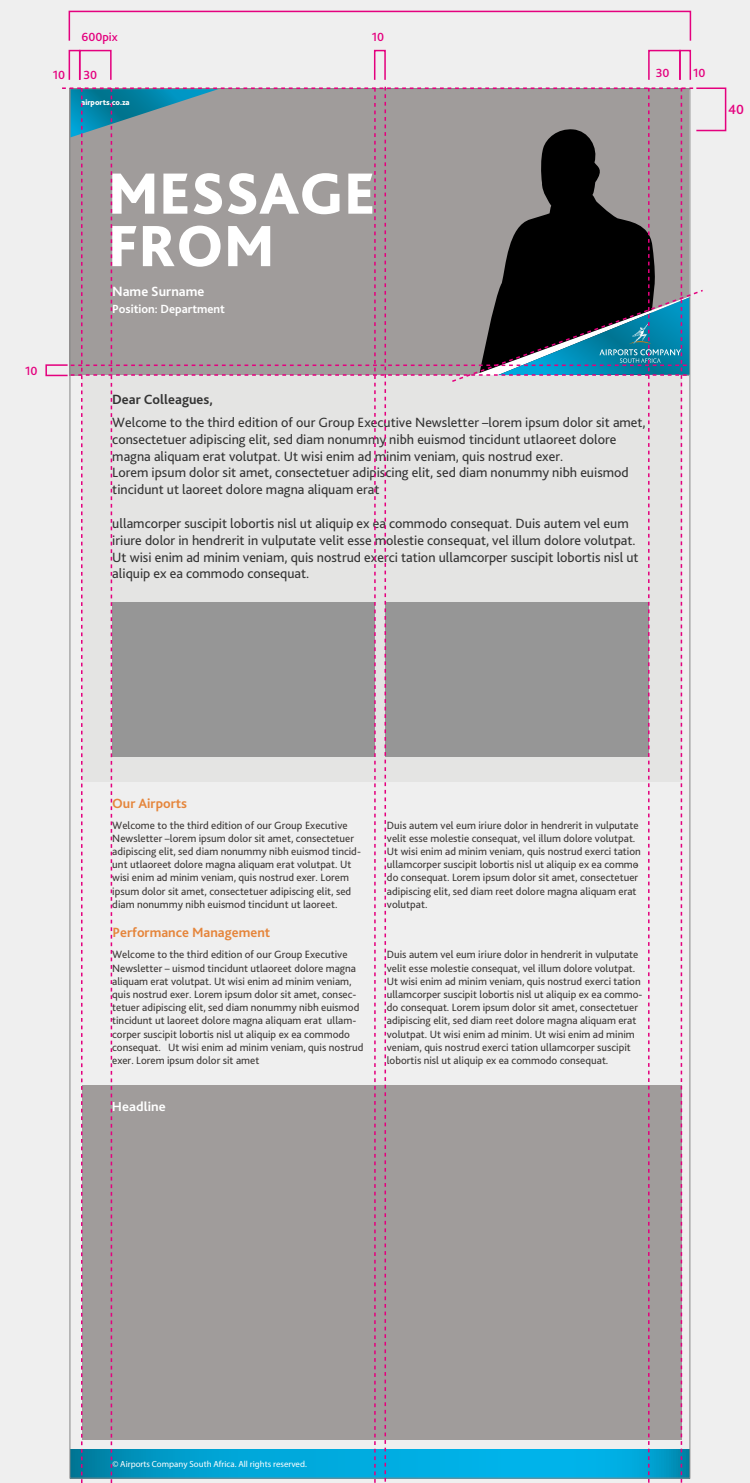 600pix
10
10
30
30
10
40
airports.co.za
MESSAGE
FROM
Name Surname
Position: Department
AIRPORTS COMPANY
SOUTH AFRICA
10
Dear Colleagues,
Welcome to the third edition of our Group Executive Newsletter –lorem ipsum dolor sit amet,
consectetuer adipiscing elit, sed diam nonummy nibh euismod tincidunt utlaoreet dolore
magna aliquam erat volutpat. Ut wisi enim ad minim veniam, quis nostrud exer.
Lorem ipsum dolor sit amet, consectetuer adipiscing elit, sed diam nonummy nibh euismod
tincidunt ut laoreet dolore magna aliquam erat
ullamcorper suscipit lobortis nisl ut aliquip ex ea commodo consequat. Duis autem vel eum
iriure dolor in hendrerit in vulputate velit esse molestie consequat, vel illum dolore volutpat.
Ut wisi enim ad minim veniam, quis nostrud exerci tation ullamcorper suscipit lobortis nisl ut
aliquip ex ea commodo consequat.
Our Airports
Welcome to the third edition of our Group Executive
Newsletter –lorem ipsum dolor sit amet, consectetuer
adipiscing elit, sed diam nonummy nibh euismod tincid-
unt utlaoreet dolore magna aliquam erat volutpat. Ut
wisi enim ad minim veniam, quis nostrud exer. Lorem
ipsum dolor sit amet, consectetuer adipiscing elit, sed
diam nonummy nibh euismod tincidunt ut laoreet.
Duis autem vel eum iriure dolor in hendrerit in vulputate
velit esse molestie consequat, vel illum dolore volutpat.
Ut wisi enim ad minim veniam, quis nostrud exerci tation
ullamcorper suscipit lobortis nisl ut aliquip ex ea commo-
do consequat. Lorem ipsum dolor sit amet, consectetuer
adipiscing elit, sed diam reet dolore magna aliquam erat
volutpat.
Performance Management
Welcome to the third edition of our Group Executive
Newsletter – uismod tincidunt utlaoreet dolore magna
aliquam erat volutpat. Ut wisi enim ad minim veniam,
quis nostrud exer. Lorem ipsum dolor sit amet, consec-
tetuer adipiscing elit, sed diam nonummy nibh euismod
tincidunt ut laoreet dolore magna aliquam erat ullam-
corper suscipit lobortis nisl ut aliquip ex ea commodo
consequat. Ut wisi enim ad minim veniam, quis nostrud
exer. Lorem ipsum dolor sit amet
Duis autem vel eum iriure dolor in hendrerit in vulputate
velit esse molestie consequat, vel illum dolore volutpat.
Ut wisi enim ad minim veniam, quis nostrud exerci tation
ullamcorper suscipit lobortis nisl ut aliquip ex ea commo-
do consequat. Lorem ipsum dolor sit amet, consectetuer
adipiscing elit, sed diam reet dolore magna aliquam erat
volutpat. Ut wisi enim ad minim. Ut wisi enim ad minim
veniam, quis nostrud exerci tation ullamcorper suscipit
lobortis nisl ut aliquip ex ea commodo consequat.
Headline
© Airports Company South Africa. All rights reserved.